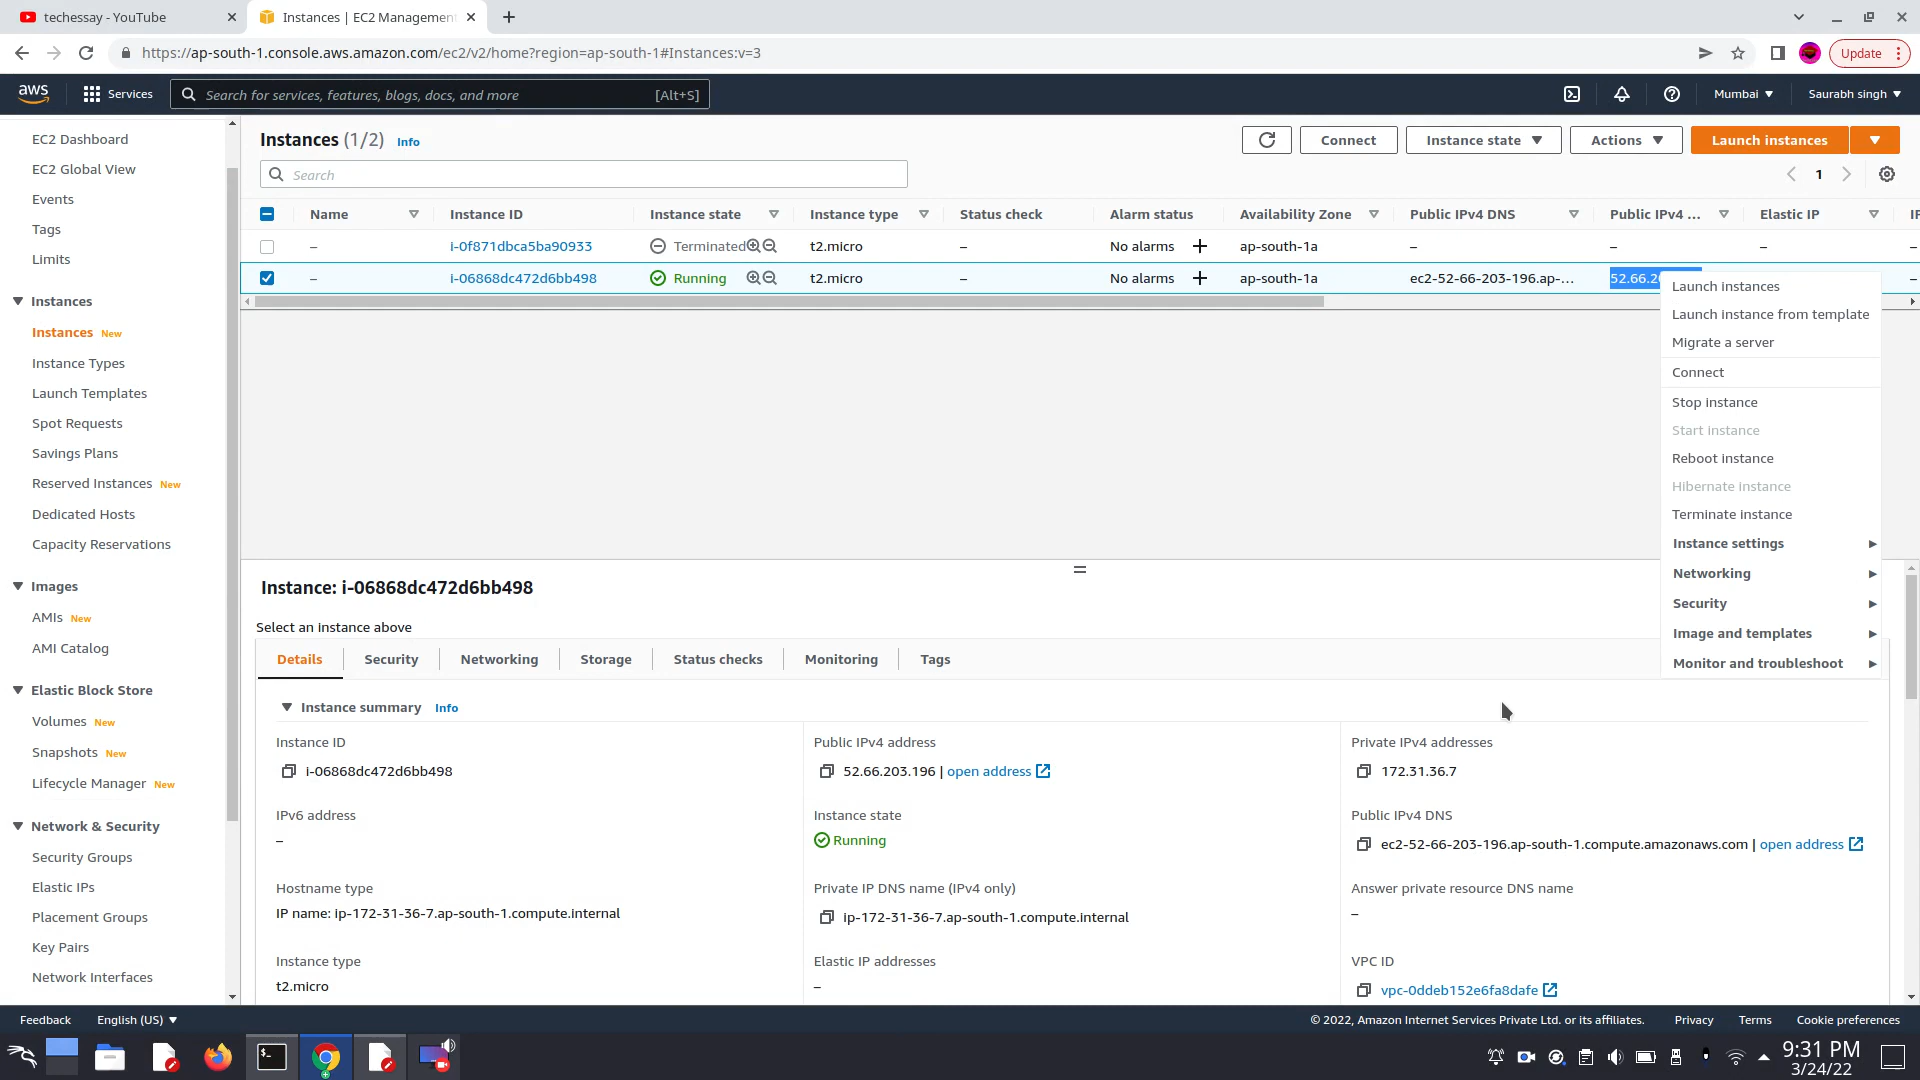 techessay - YouTube
Instances | EC2 Management
https://ap-south-1.console.aws.amazon.com/ec2/v2/home?region=ap-south-1#Instances:v=3
Update
aws
Services
Search for services, features, blogs, docs, and more
[Alt+S]
Mumbai
Saurabh singh
EC2 Dashboard
EC2 Global View
Events
Tags
Limits
Instances
Instances New
Instance Types
Launch Templates
Spot Requests
Savings Plans
Reserved Instances New
Dedicated Hosts
Capacity Reservations
Images
AMIs New
AMI Catalog
Elastic Block Store
Volumes New
Snapshots New
Lifecycle Manager New
Network & Security
Security Groups
Elastic IPs
Placement Groups
Key Pairs
Network Interfaces
Instances (1/2) Info
Connect
Instance state
Actions
Launch instances
Search
1
Name Instance ID Instance state Instance type Status check Alarm status Availability Zone Public IPv4 DNS Public IPv4 ... Elastic IP
– i-0f871dbca5ba90933 Terminated t2.micro – No alarms + ap-south-1a – – – –
– i-06868dc472d6bb498 Running t2.micro – No alarms + ap-south-1a ec2-52-66-203-196.ap-... –
Launch instances
Launch instance from template
Migrate a server
Connect
Stop instance
Start instance
Reboot instance
Hibernate instance
Terminate instance
Instance settings
Networking
Security
Image and templates
Monitor and troubleshoot
Instance: i-06868dc472d6bb498
Select an instance above
Details
Security
Networking
Storage
Status checks
Monitoring
Tags
Instance summary Info
Instance ID
i-06868dc472d6bb498
Public IPv4 address
52.66.203.196 | open address
Private IPv4 addresses
172.31.36.7
IPv6 address
–
Instance state
Running
Public IPv4 DNS
ec2-52-66-203-196.ap-south-1.compute.amazonaws.com | open address
Hostname type
IP name: ip-172-31-36-7.ap-south-1.compute.internal
Private IP DNS name (IPv4 only)
ip-172-31-36-7.ap-south-1.compute.internal
Answer private resource DNS name
–
Instance type
t2.micro
Elastic IP addresses
–
VPC ID
vpc-0ddeb152e6fa8dafe
Feedback
English (US)
© 2022, Amazon Internet Services Private Ltd. or its affiliates.
Privacy
Terms
Cookie preferences
9:31 PM
3/24/22